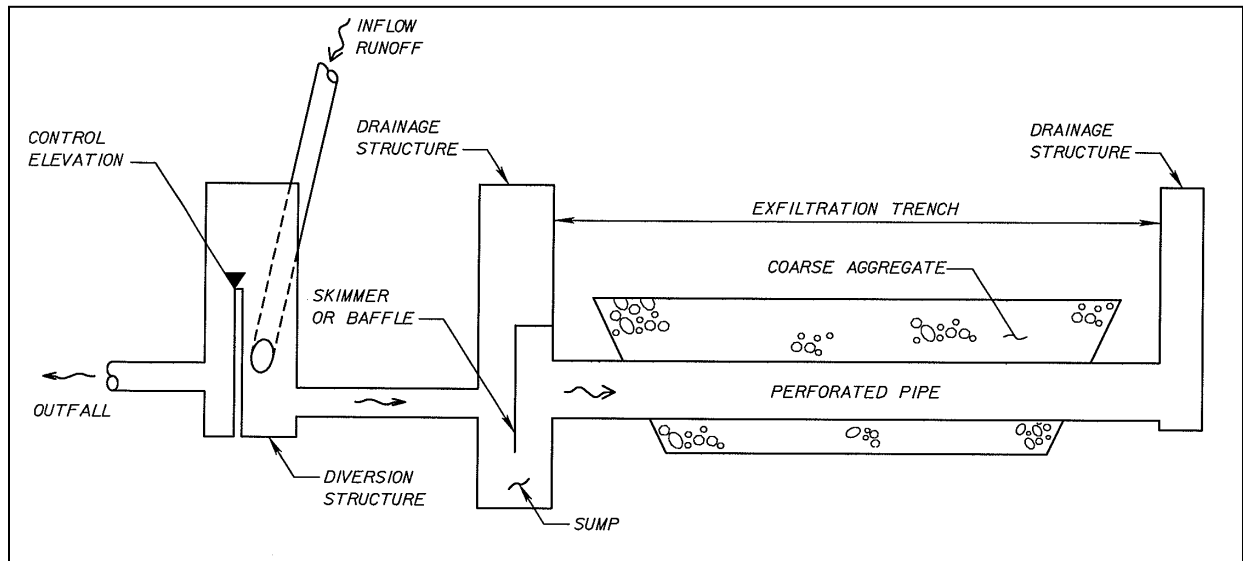 INFLOW
RUNOFF
CONTROL
ELEVATION
DRAINAGE
STRUCTURE
DRAINAGE
STRUCTURE
EXFILTRATION TRENCH
COARSE AGGREGATE
SKIMMER
OR BAFFLE
PERFORATED PIPE
OUTFALL
DIVERSION
STRUCTURE
SUMP